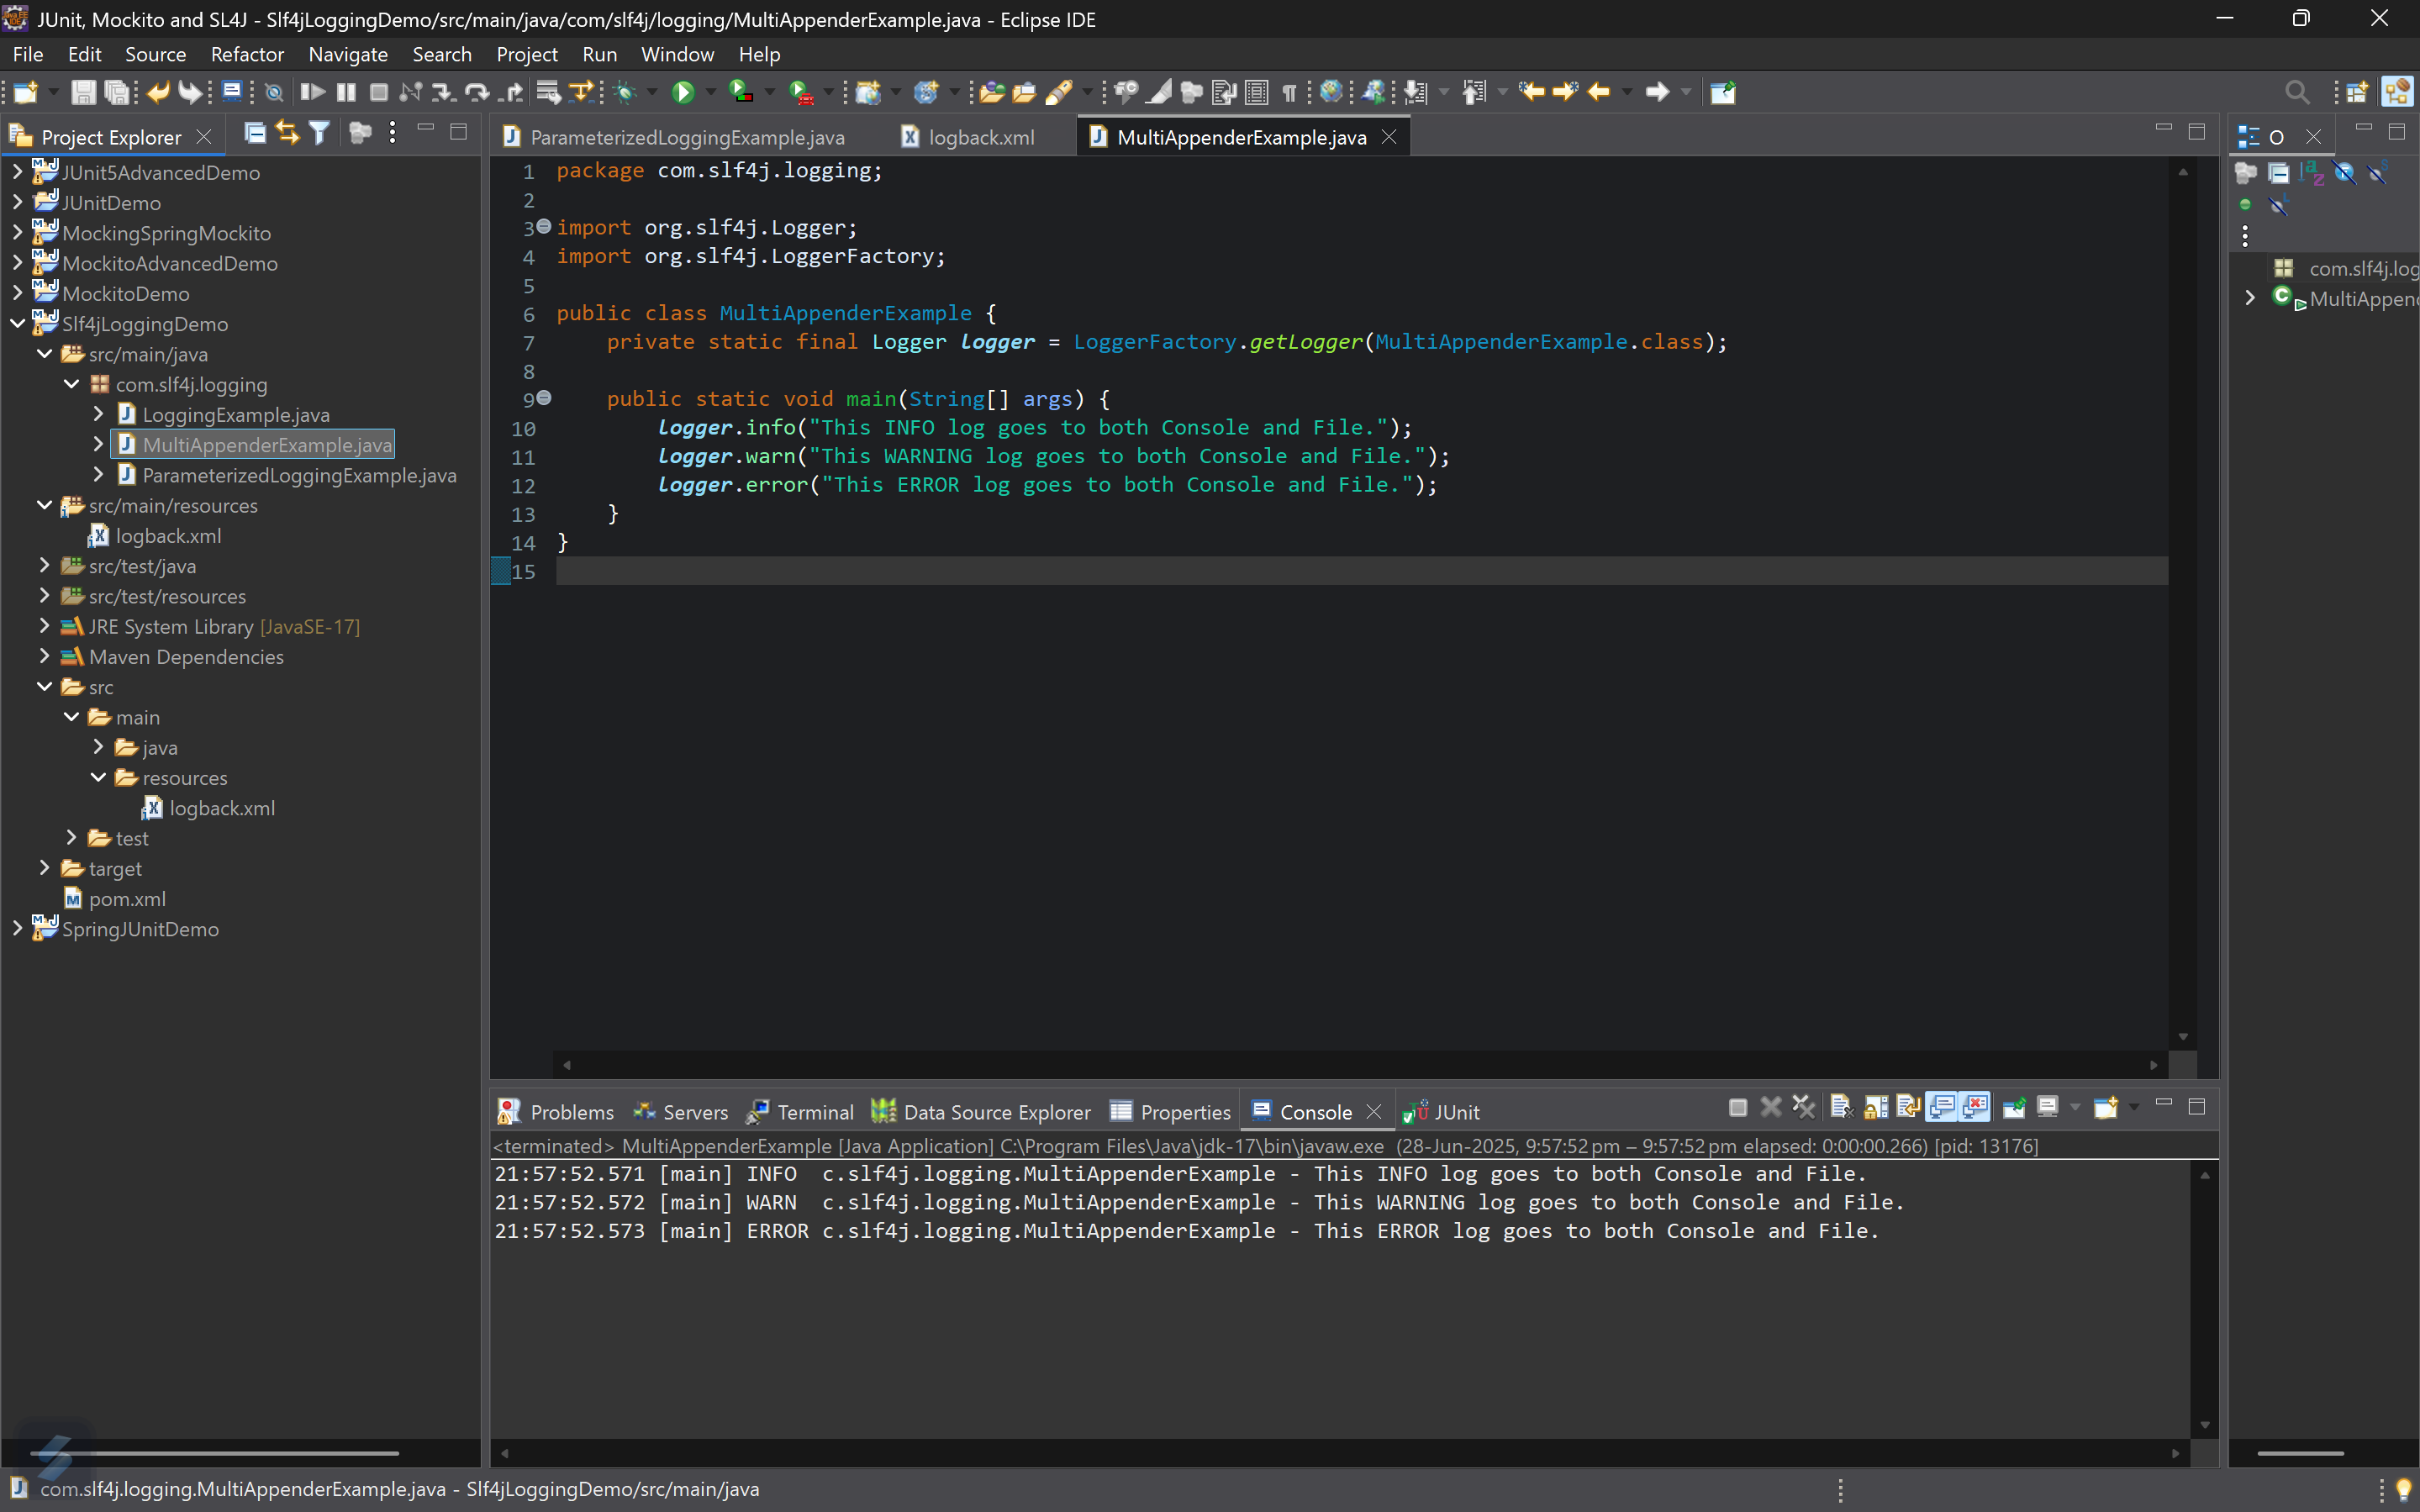 JUnit, Mockito and SL4J - Slf4jLoggingDemo/src/main/java/com/slf4j/logging/MultiAppenderExample.java - Eclipse IDE
File Edit Source Refactor Navigate Search Project Run Window Help
Project Explorer
JUnit5AdvancedDemo
JUnitDemo
MockingSpringMockito
MockitoAdvancedDemo
MockitoDemo
Slf4jLoggingDemo
src/main/java
com.slf4j.logging
LoggingExample.java
MultiAppenderExample.java
ParameterizedLoggingExample.java
src/main/resources
logback.xml
src/test/java
src/test/resources
JRE System Library [JavaSE-17]
Maven Dependencies
src
main
java
resources
logback.xml
test
target
pom.xml
SpringJUnitDemo
ParameterizedLoggingExample.java logback.xml MultiAppenderExample.java
1 package com.slf4j.logging;
2
3 import org.slf4j.Logger;
4 import org.slf4j.LoggerFactory;
5
6 public class MultiAppenderExample {
7 private static final Logger logger = LoggerFactory.getLogger(MultiAppenderExample.class);
8
9 public static void main(String[] args) {
10 logger.info("This INFO log goes to both Console and File.");
11 logger.warn("This WARNING log goes to both Console and File.");
12 logger.error("This ERROR log goes to both Console and File.");
13 }
14 }
15
O
com.slf4j.log
MultiAppen
Problems Servers Terminal Data Source Explorer Properties Console JUnit
<terminated> MultiAppenderExample [Java Application] C:\Program Files\Java\jdk-17\bin\javaw.exe (28-Jun-2025, 9:57:52 pm – 9:57:52 pm elapsed: 0:00:00.266) [pid: 13176]
21:57:52.571 [main] INFO  c.slf4j.logging.MultiAppenderExample - This INFO log goes to both Console and File.
21:57:52.572 [main] WARN  c.slf4j.logging.MultiAppenderExample - This WARNING log goes to both Console and File.
21:57:52.573 [main] ERROR c.slf4j.logging.MultiAppenderExample - This ERROR log goes to both Console and File.
com.slf4j.logging.MultiAppenderExample.java - Slf4jLoggingDemo/src/main/java